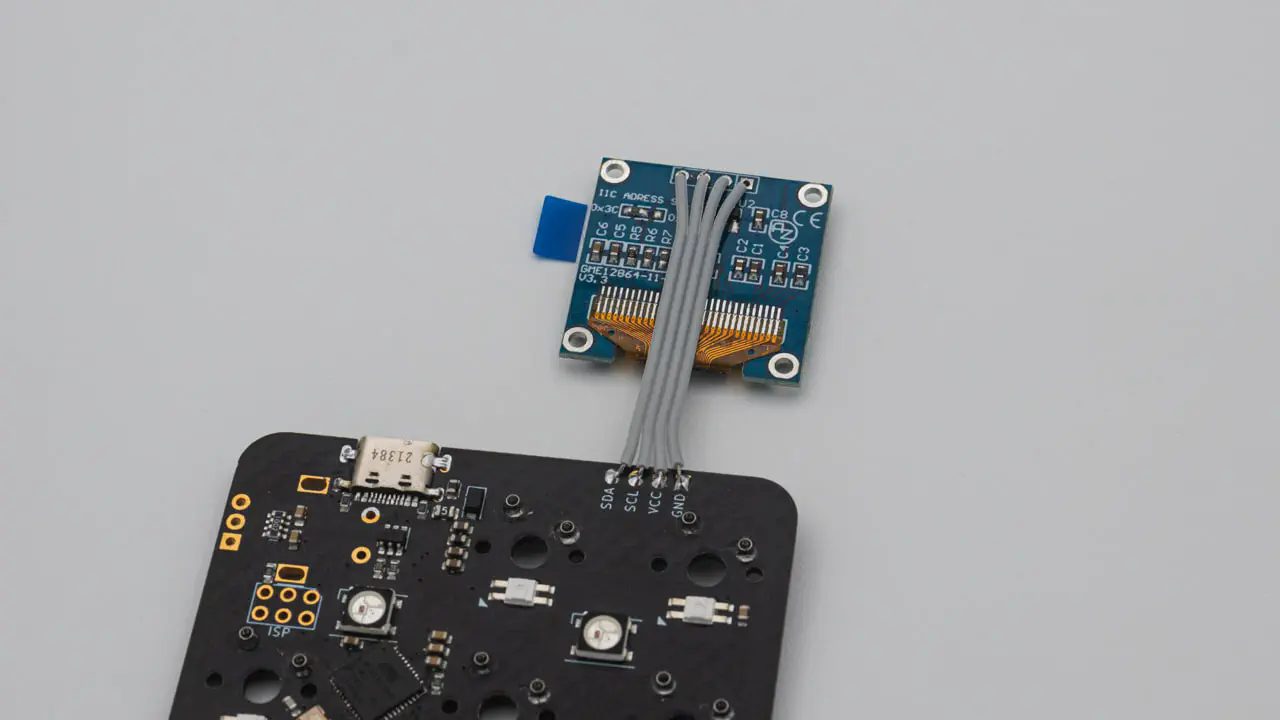 IIC ADRESS S
0x3C
U2
C8
CE
C6
C5
R5
R6
R7
C2
C1
C4
C3
GME12864-11-
V3.3
21384
SDA
SCL
VCC
GND
ISP